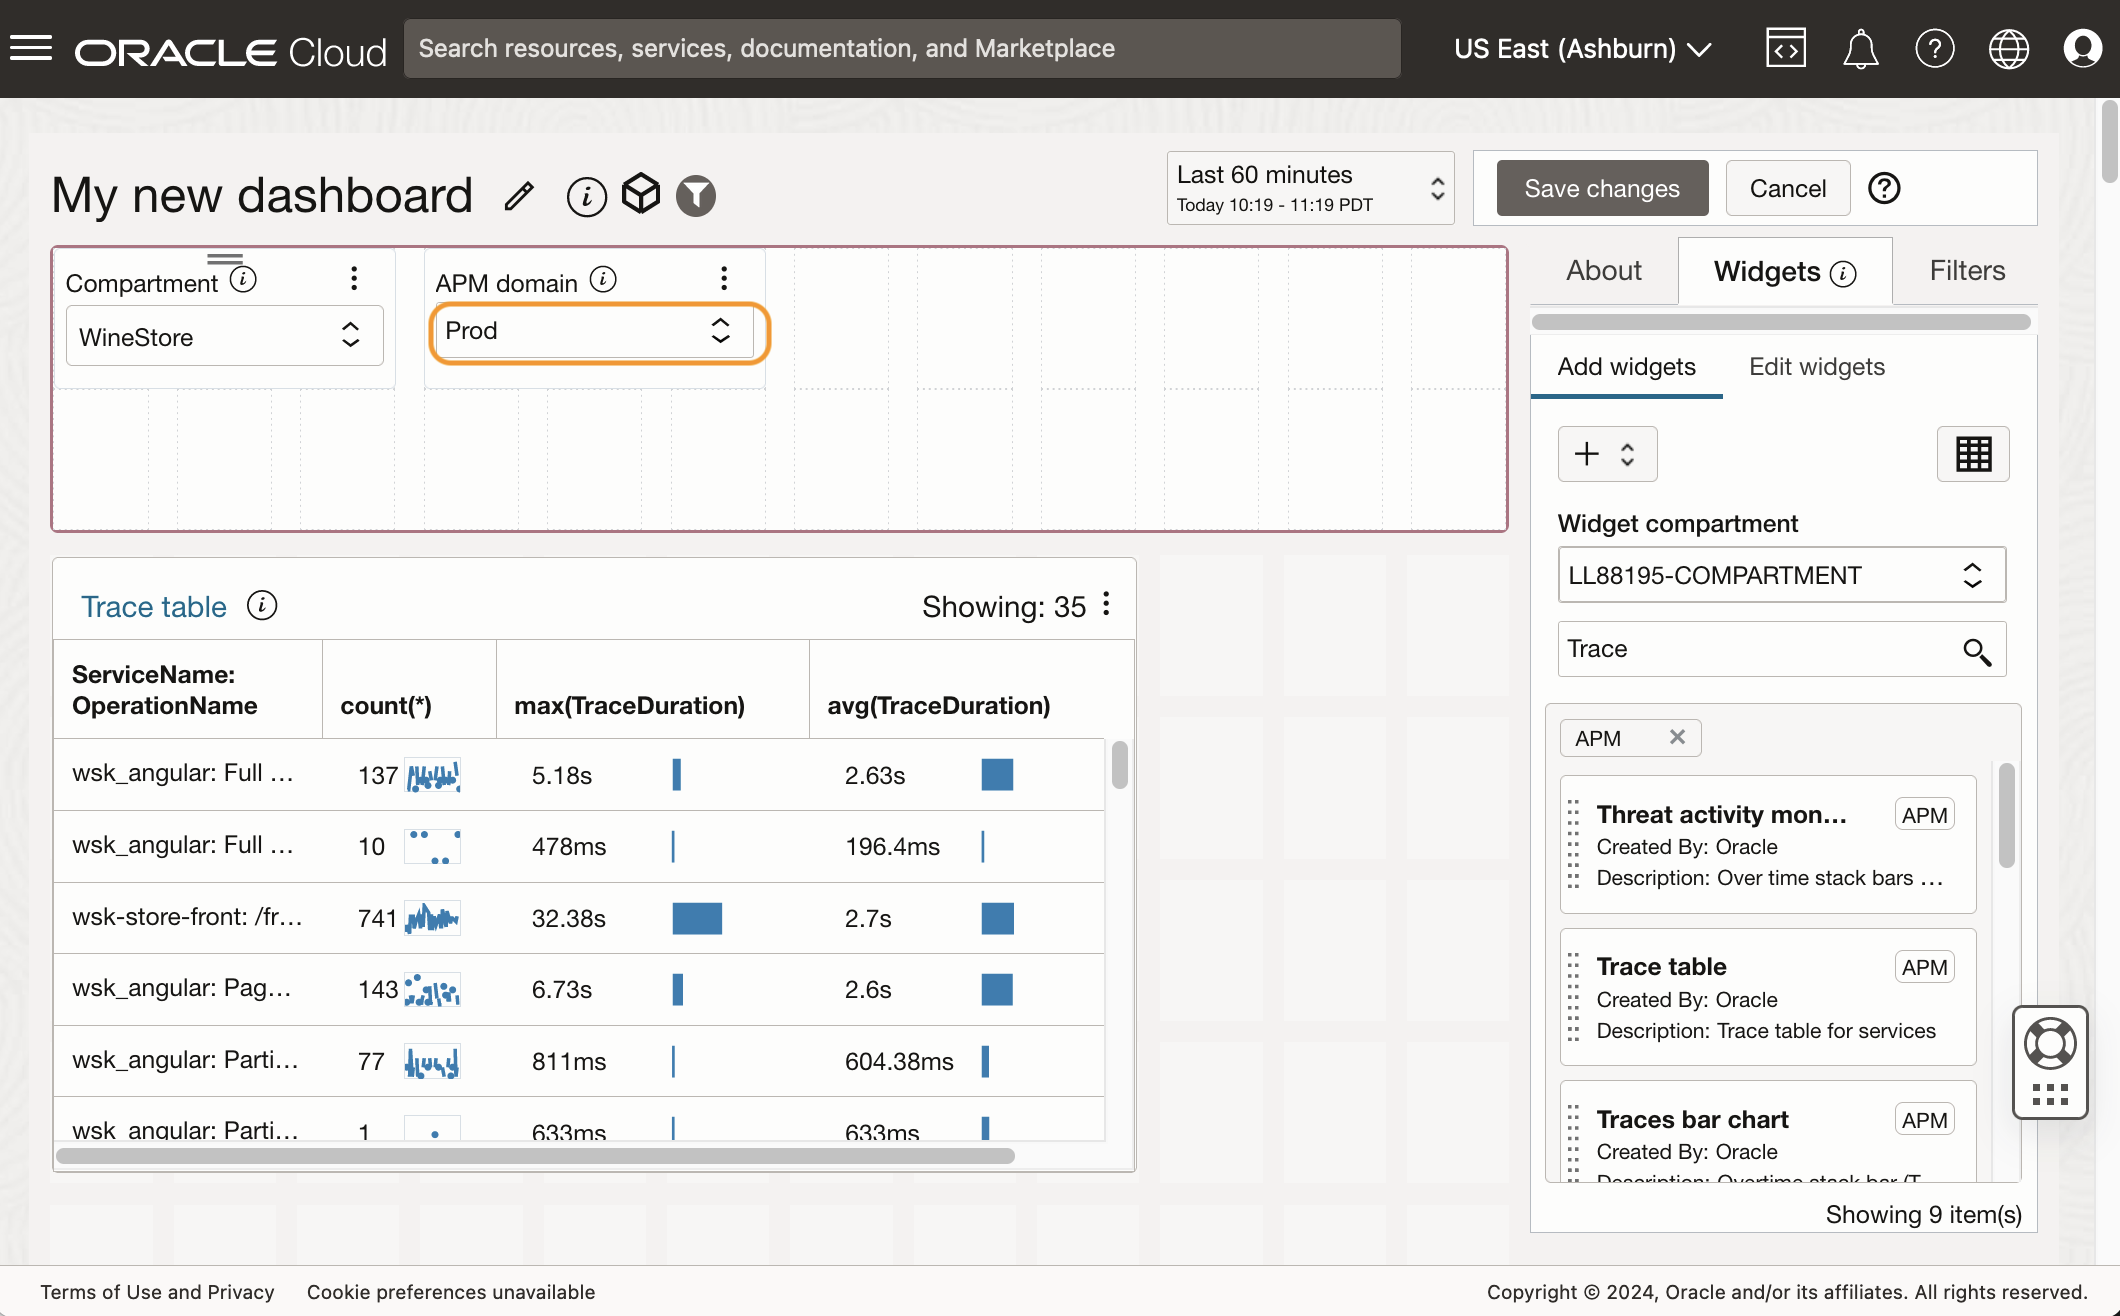 ORACLE Cloud
Search resources, services, documentation, and Marketplace
US East (Ashburn)
My new dashboard
Last 60 minutes
Today 10:19 - 11:19 PDT
Save changes
Cancel
Compartment
WineStore
APM domain
Prod
About
Widgets
Filters
Add widgets
Edit widgets
Widget compartment
LL88195-COMPARTMENT
Trace
APM
Threat activity mon...
APM
Created By: Oracle
Description: Over time stack bars ...
Trace table
APM
Created By: Oracle
Description: Trace table for services
Traces bar chart
APM
Created By: Oracle
Description: Overtime stack bar (T
Showing 9 item(s)
Trace table
Showing: 35
ServiceName:
OperationName
count(*)
max(TraceDuration)
avg(TraceDuration)
wsk_angular: Full ... 137 5.18s 2.63s
wsk_angular: Full ... 10 478ms 196.4ms
wsk-store-front: /fr... 741 32.38s 2.7s
wsk_angular: Pag... 143 6.73s 2.6s
wsk_angular: Parti... 77 811ms 604.38ms
wsk_angular: Parti... 1 633ms 633ms
Terms of Use and Privacy
Cookie preferences unavailable
Copyright © 2024, Oracle and/or its affiliates. All rights reserved.